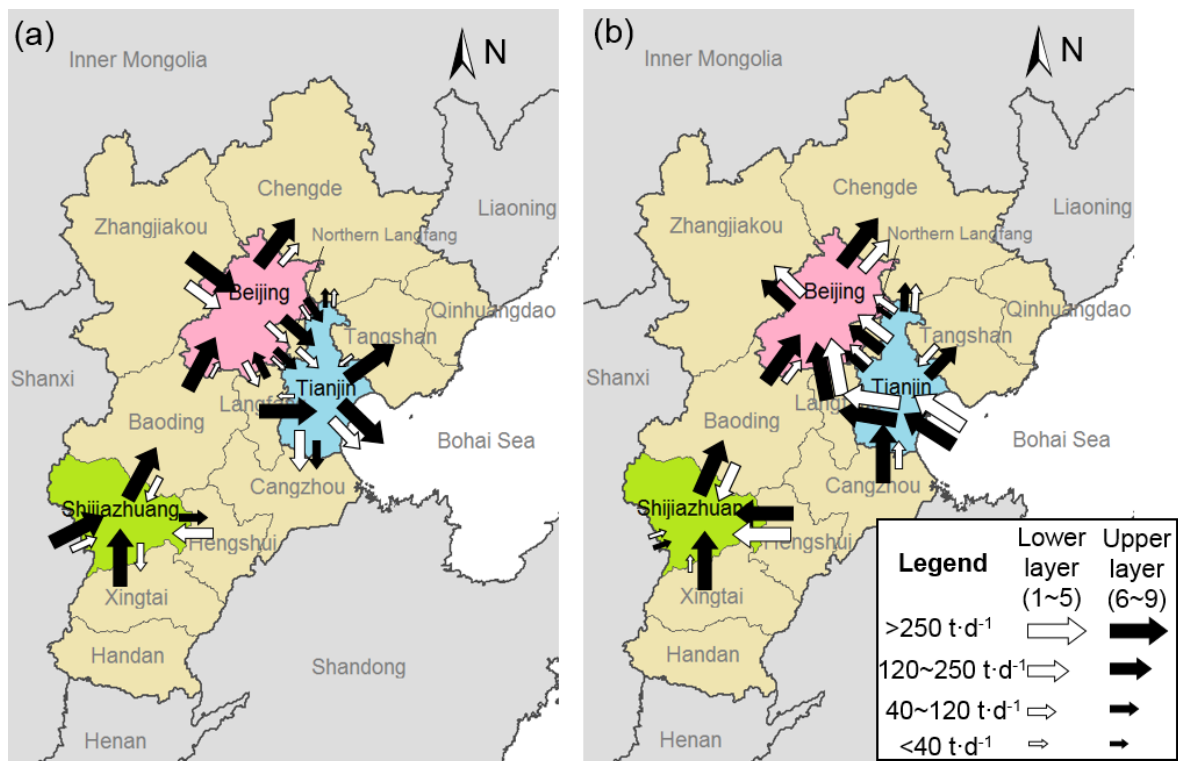 (a)
N
Inner Mongolia
Chengde
Zhangjiakou
Liaoning
Northern Langfang
Beijing
Qinhuangdao
Tangshan
Shanxi
Tianjin
Langfang
Baoding
Bohai Sea
Cangzhou
Shijiazhuang
Hengshui
Xingtai
Handan
Shandong
Henan
(b)
N
Inner Mongolia
Chengde
Zhangjiakou
Liaoning
Northern Langfang
Beijing
Qinhuangdao
Tangshan
Shanxi
Tianjin
Baoding
Bohai Sea
Cangzhou
Shijiazhuan
Hengshui
Xingtai
Handan
Henan
Legend
Lower
layer
(1~5)
Upper
layer
(6~9)
>250 t·d-1
120~250 t·d-1
40~120 t·d-1
<40 t·d-1